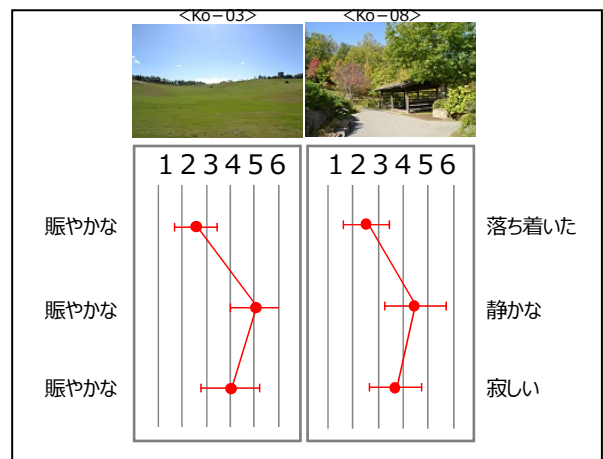 <Ko－03> <Ko－08>
1 2 3 4 5 6 1 2 3 4 5 6
賑やかな 落ち着いた
賑やかな 静かな
賑やかな 寂しい